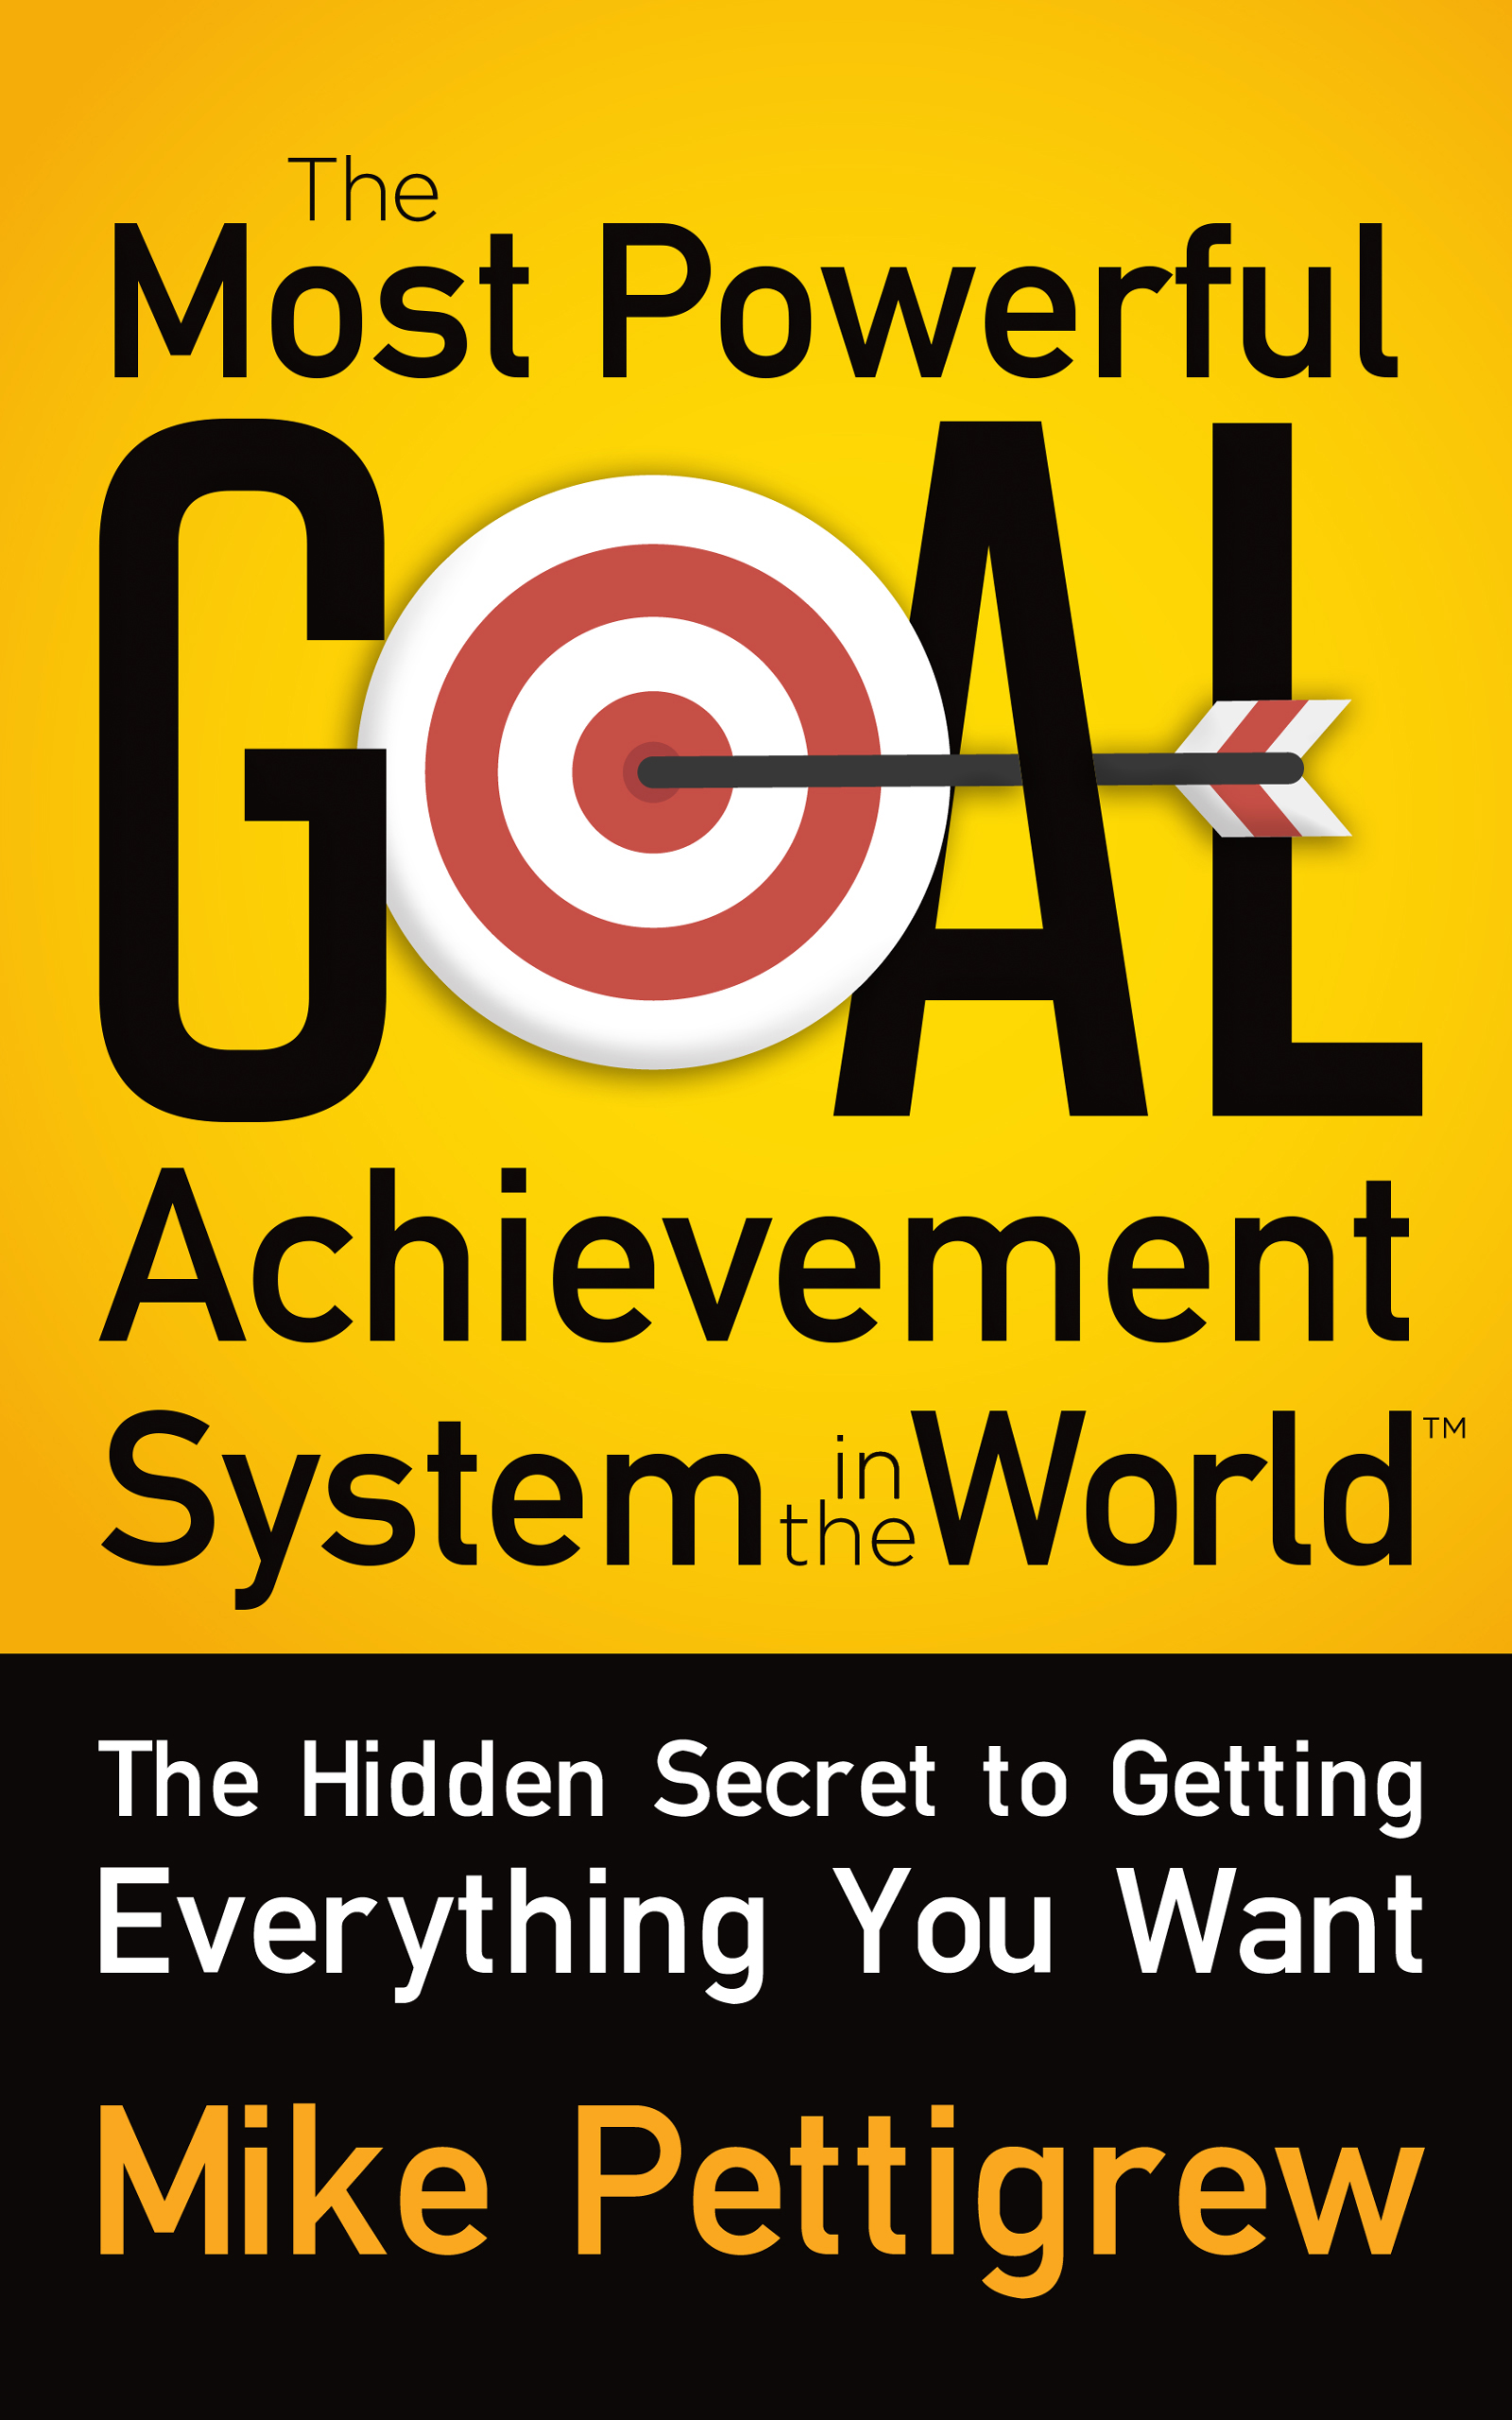 The
Most Powerful
GOAL
Achievement
System in the World™
The Hidden Secret to Getting
Everything You Want
Mike Pettigrew